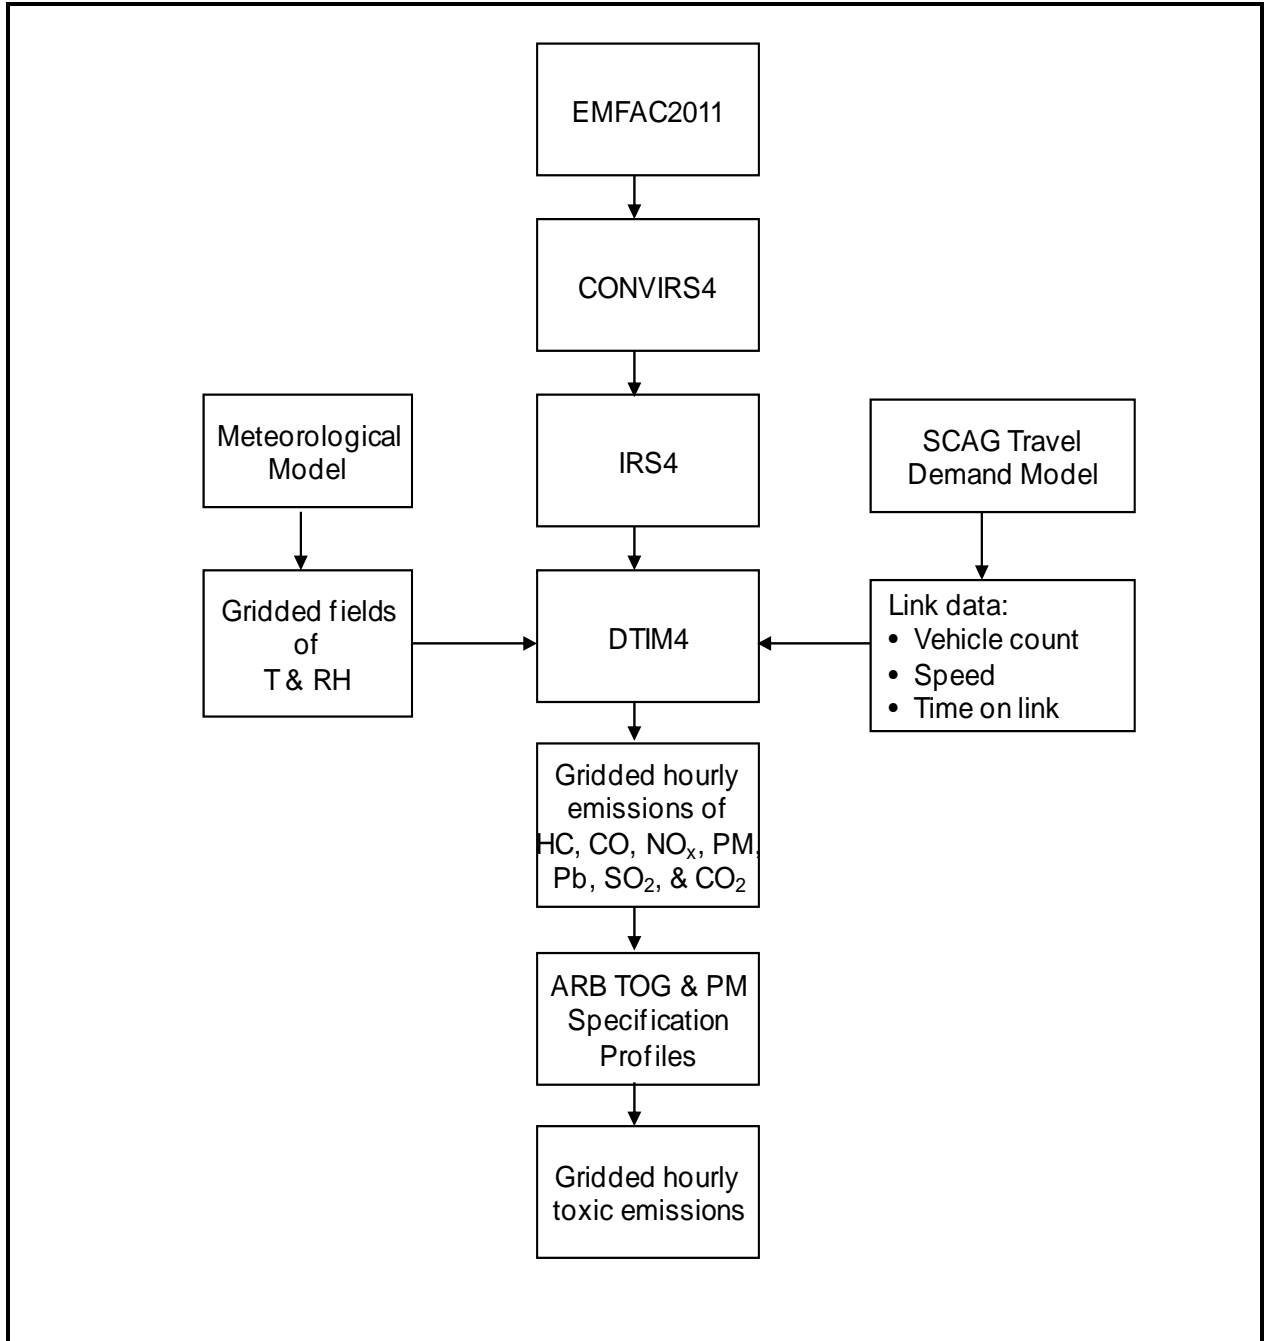 EMFAC2011
CONVIRS4
IRS4
Meteorological
Model
SCAG Travel
Demand Model
Gridded fields
of
T & RH
DTIM4
Link data:
• Vehicle count
• Speed
• Time on link
Gridded hourly
emissions of
HC, CO, NOₓ, PM,
Pb, SO₂, & CO₂
ARB TOG & PM
Specification
Profiles
Gridded hourly
toxic emissions